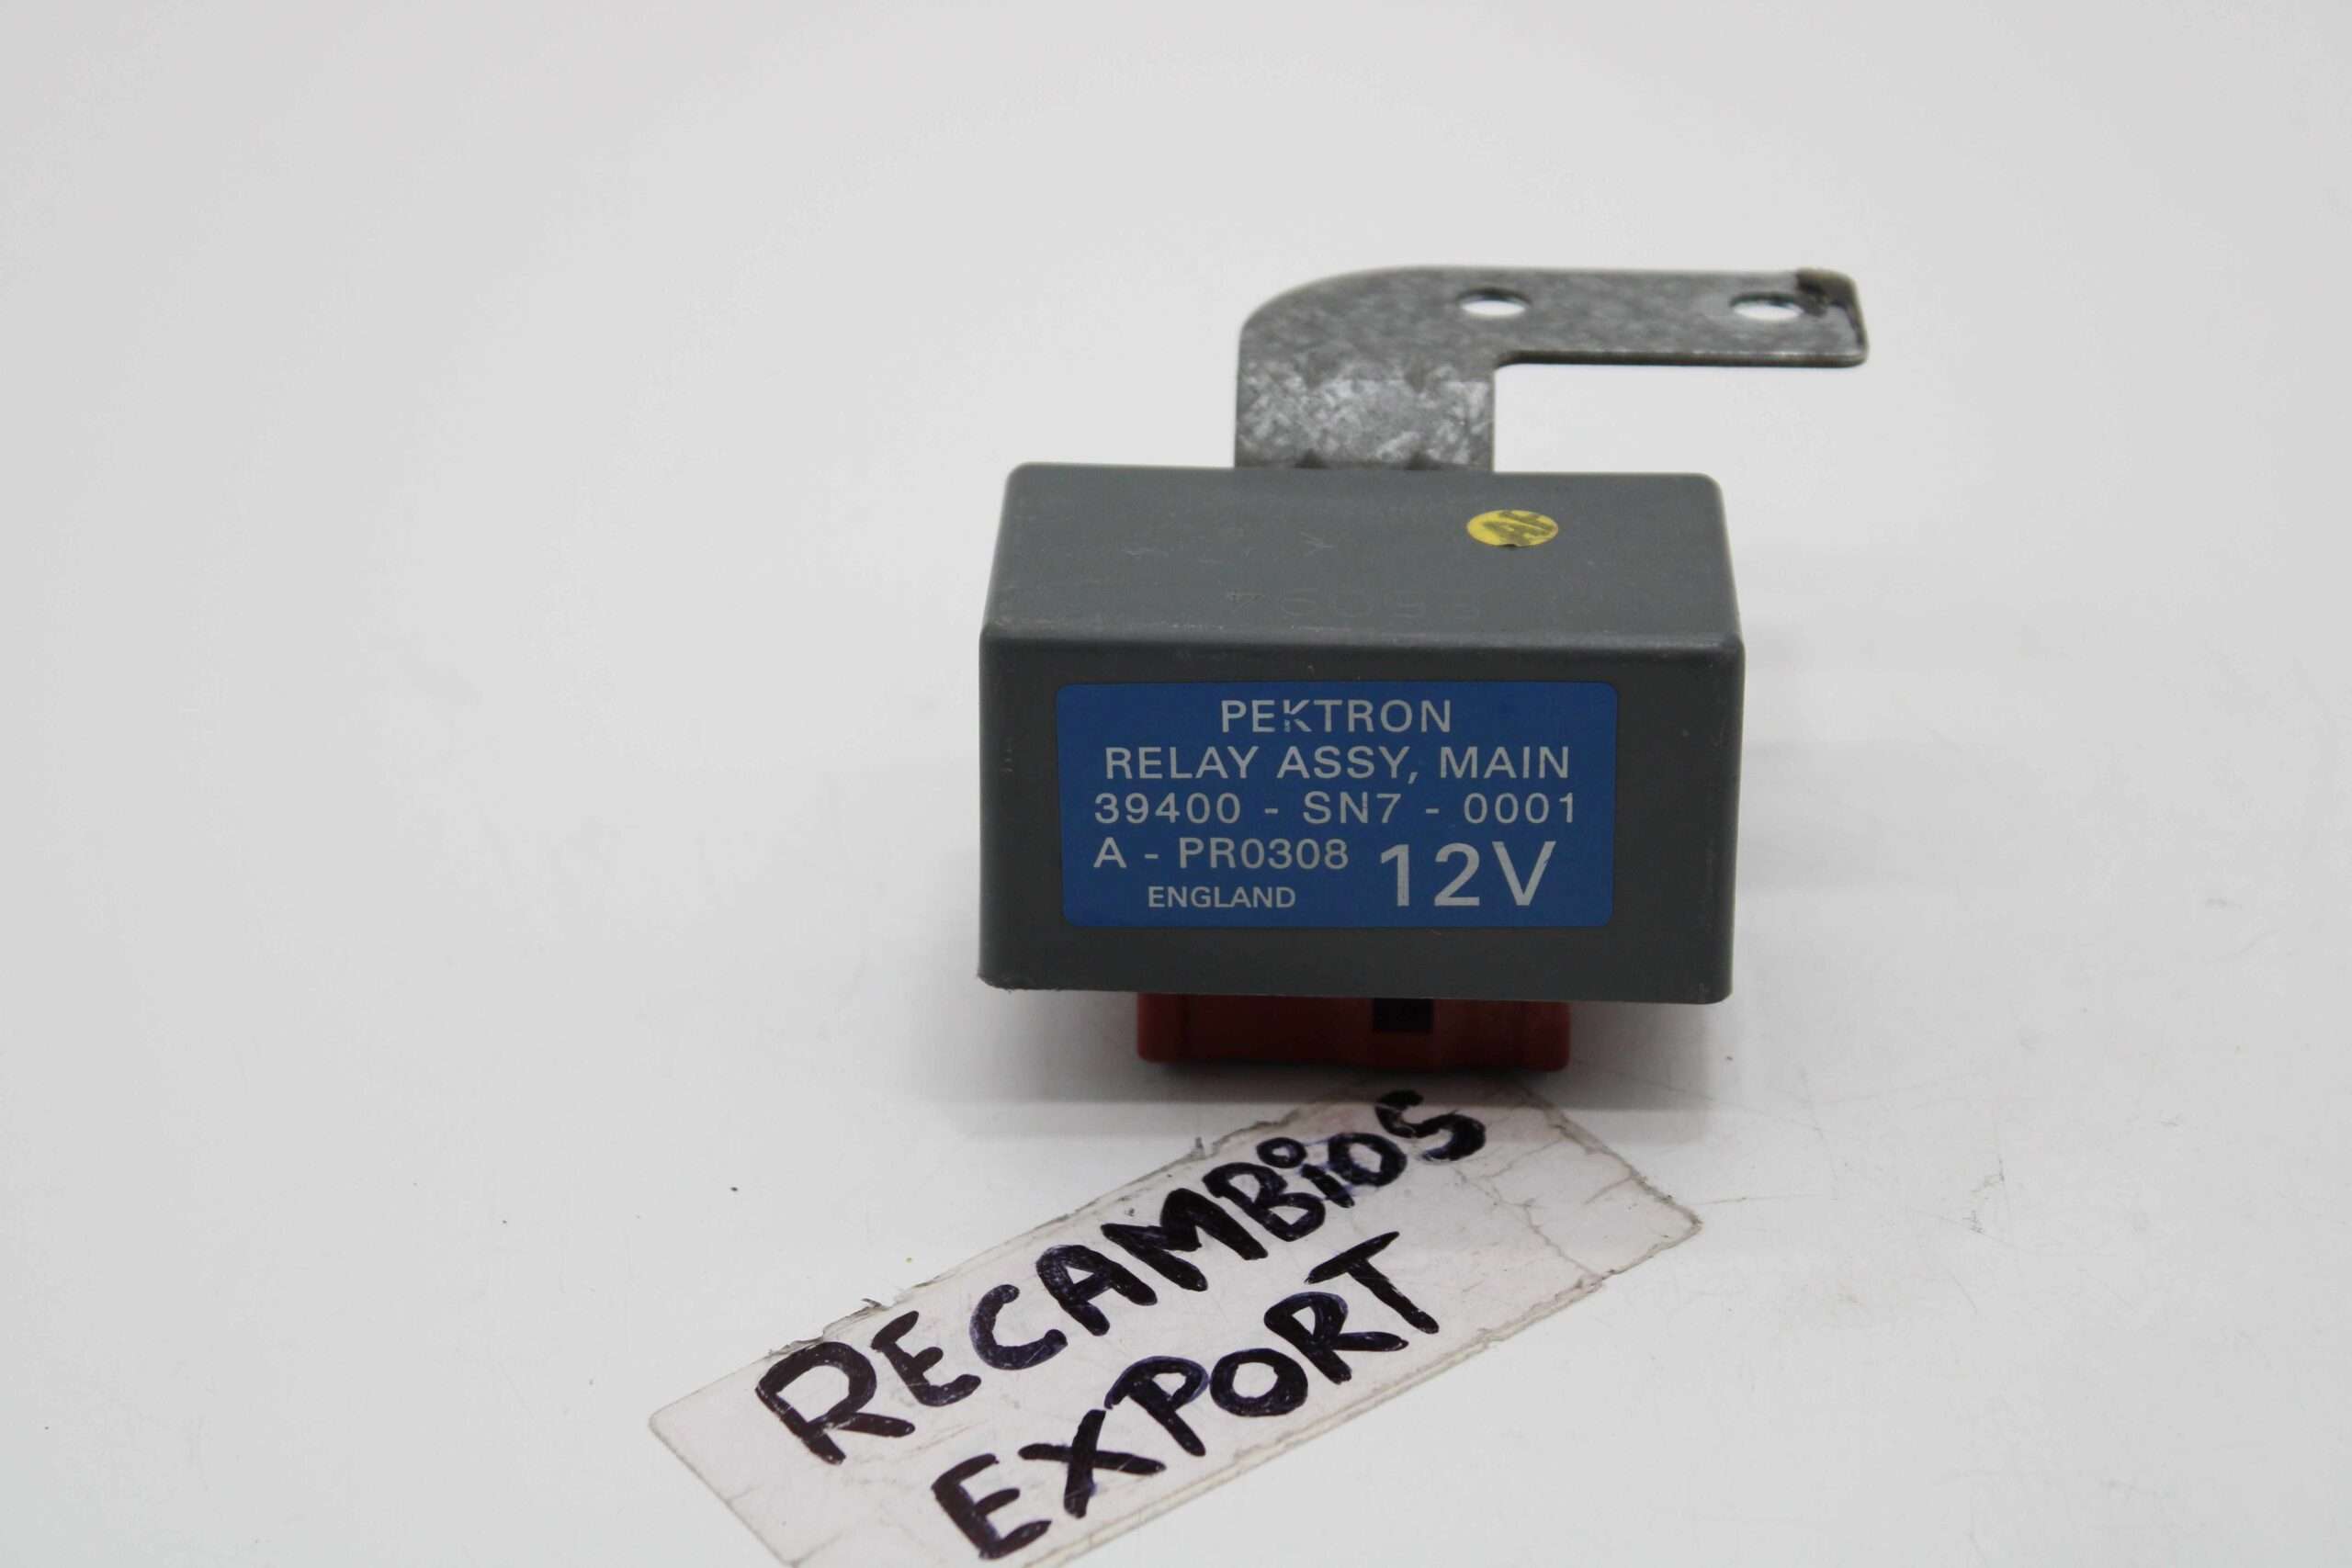 PEKTRON
RELAY ASSY, MAIN
39400 - SN7 - 0001
A - PR0308 12V
ENGLAND
RECAMBiOS
EXPORT